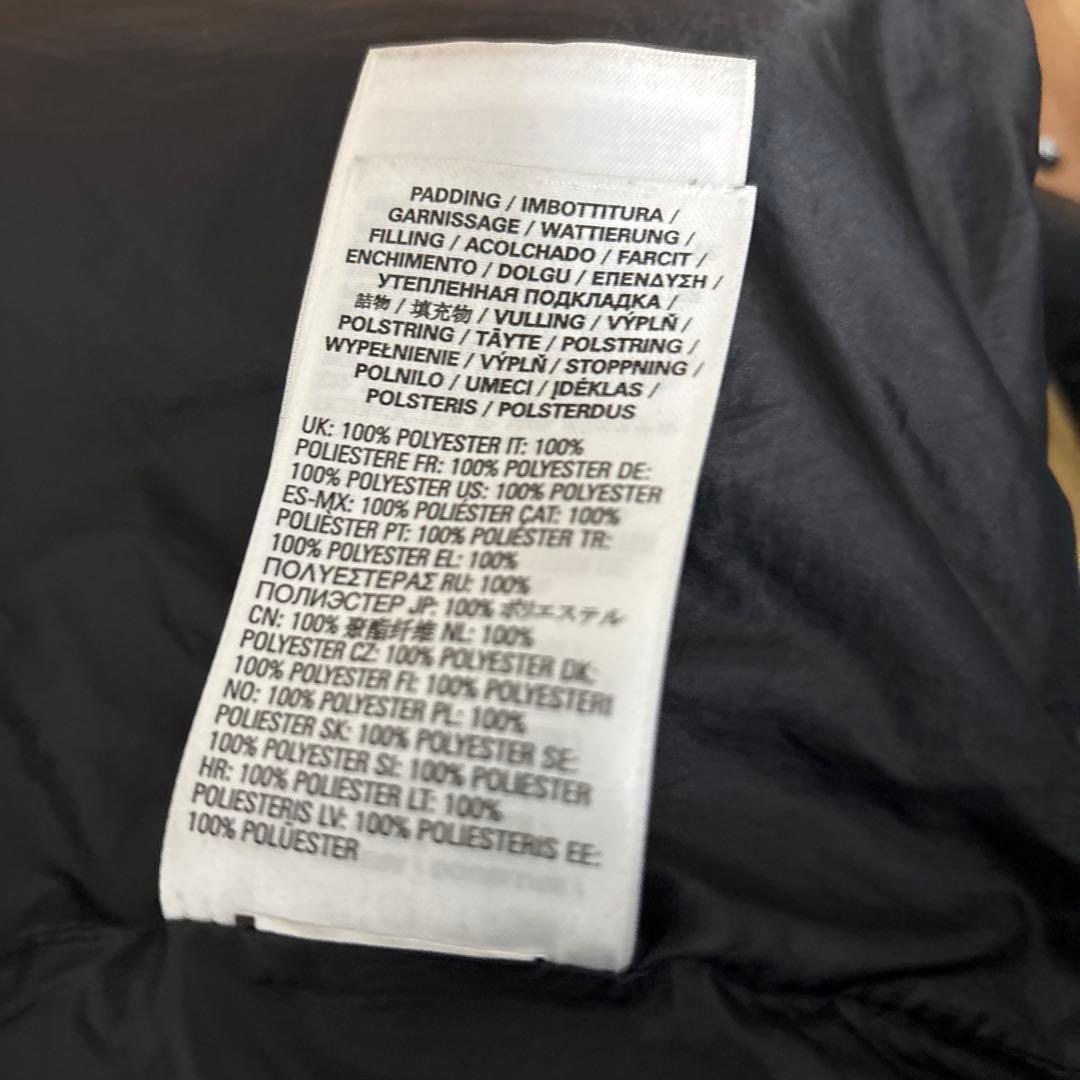 PADDING / IMBOTTITURA /
GARNISSAGE / WATTIERUNG /
FILLING / ACOLCHADO / FARCIT /
ENCHIMENTO / DOLGU / ΕΠΕΝΔΥΣΗ /
УТЕПЛЕННАЯ ПОДКЛАДКА /
詰物 / 填充物 / VULLING / VÝPLŇ /
POLSTRING / TÄYTE / POLSTRING /
WYPEŁNIENIE / VÝPLŇ / STOPPNING /
POLNILO / UMECI / ĮDĖKLAS /
POLSTERIS / POLSTERDUS
UK: 100% POLYESTER IT: 100%
POLIESTERE FR: 100% POLYESTER DE:
100% POLYESTER US: 100% POLYESTER
ES-MX: 100% POLIÉSTER CAT: 100%
POLIÈSTER PT: 100% POLIÉSTER TR:
100% POLYESTER EL: 100%
ΠΟΛΥΕΣΤΕΡΑΣ RU: 100%
ПОЛИЭСТЕР JP: 100% ポリエステル
CN: 100% 聚酯纤维 NL: 100%
POLYESTER CZ: 100% POLYESTER DK:
100% POLYESTER FI: 100% POLYESTERI
NO: 100% POLYESTER PL: 100%
POLIESTER SK: 100% POLYESTER SE:
100% POLYESTER SI: 100% POLIESTER
HR: 100% POLIESTER LT: 100%
POLIESTERIS LV: 100% POLIESTERIS EE:
100% POLÜESTER